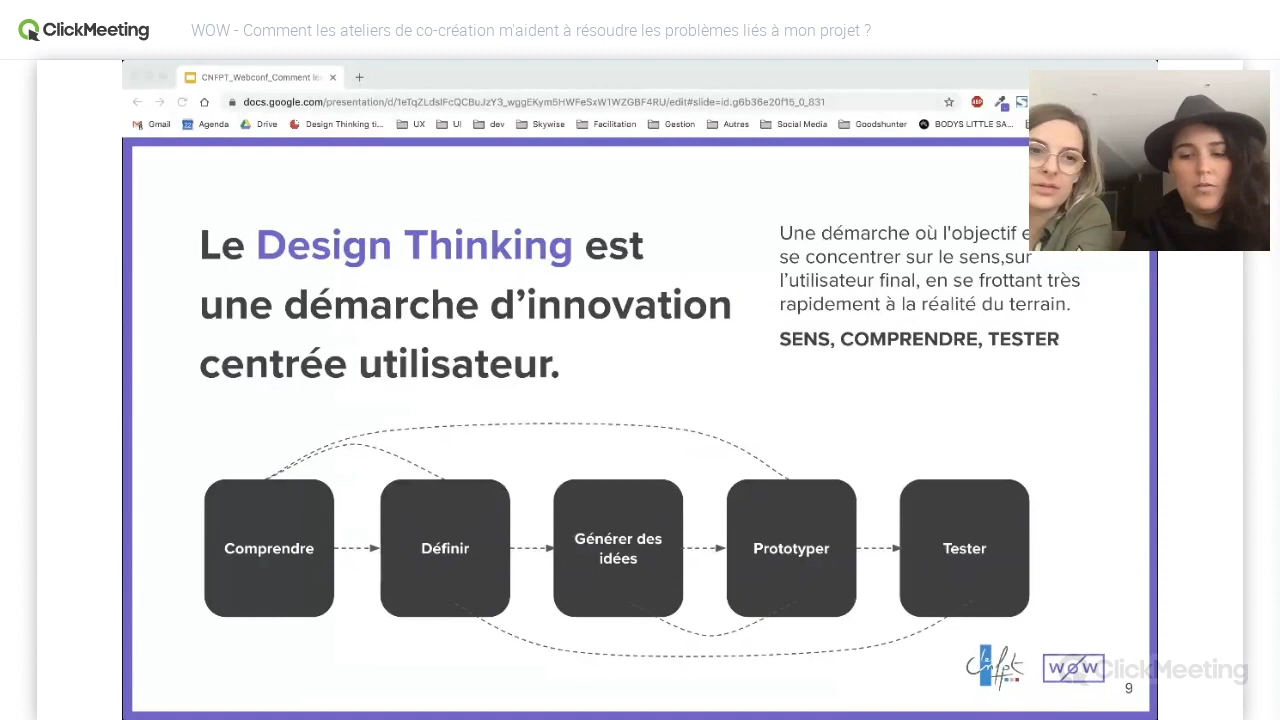 ClickMeeting
WOW - Comment les ateliers de co-création m'aident à résoudre les problèmes liés à mon projet ?
CNFPT_Webconf_Comment
docs.google.com/presentation/d/1eTqZLdsIFcQCBuJzY3_wggEKym5HWFeSxW1WZGBF4RU/edit#slide=id.g6b36e20f15_0_831
Gmail Agenda Drive Design Thinking ti... UX UI dev Skywise Facilitation Gestion Autres Social Media Goodshunter BODYS LITTLE SA...
Le Design Thinking est
une démarche d’innovation
centrée utilisateur.
Une démarche où l'objectif
se concentrer sur le sens,sur
l’utilisateur final, en se frottant très
rapidement à la réalité du terrain.
SENS, COMPRENDRE, TESTER
Comprendre
Définir
Générer des
idées
Prototyper
Tester
cnfpt
WOW
ClickMeeting
9